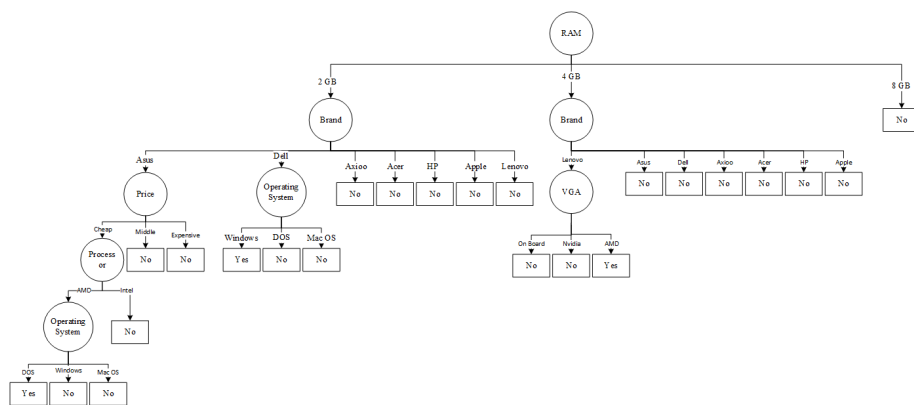 RAM
2 GB
4 GB
8 GB
Brand
Brand
No
Asus
Dell
Axioo
Acer
HP
Apple
Lenovo
Lenovo
Asus
Dell
Axioo
Acer
HP
Apple
Price
Operating
System
No
No
No
No
No
VGA
No
No
No
No
No
No
Cheap
Middle
Expensive
Windows
DOS
Mac OS
On Board
Nvidia
AMD
Process
or
No
No
Yes
No
No
No
No
Yes
AMD
Intel
Operating
System
No
DOS
Windows
Mac OS
Yes
No
No